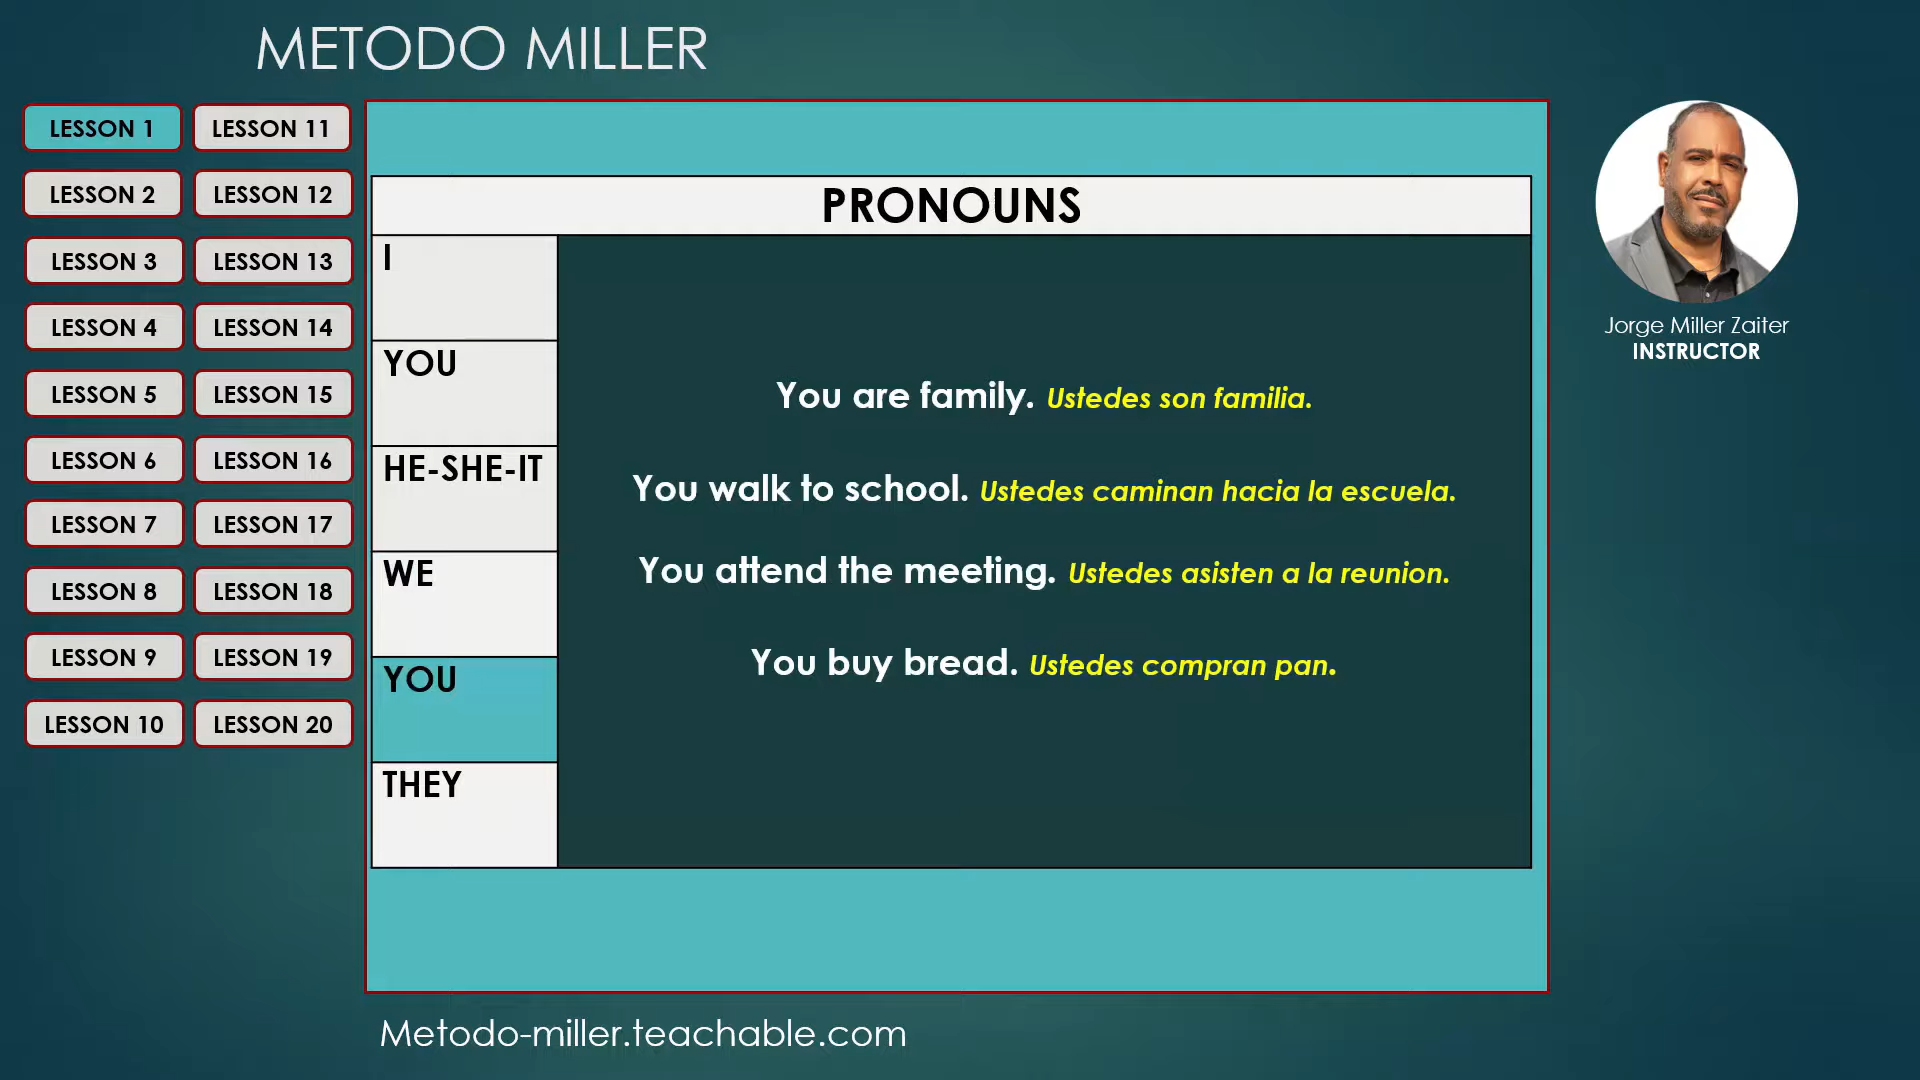 METODO MILLER
LESSON 1
LESSON 11
LESSON 2
LESSON 12
LESSON 3
LESSON 13
LESSON 4
LESSON 14
LESSON 5
LESSON 15
LESSON 6
LESSON 16
LESSON 7
LESSON 17
LESSON 8
LESSON 18
LESSON 9
LESSON 19
LESSON 10
LESSON 20
PRONOUNS
I
YOU
HE-SHE-IT
WE
YOU
THEY
You are family. Ustedes son familia.
You walk to school. Ustedes caminan hacia la escuela.
You attend the meeting. Ustedes asisten a la reunion.
You buy bread. Ustedes compran pan.
Jorge Miller Zaiter
INSTRUCTOR
Metodo-miller.teachable.com